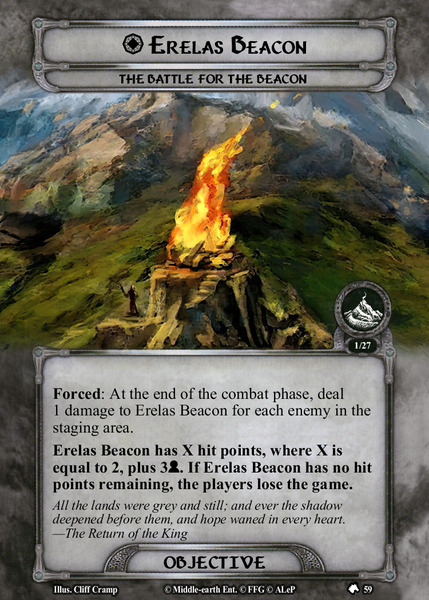 Erelas Beacon
The Battle for the Beacon
1/27
Forced: At the end of the combat phase, deal
1 damage to Erelas Beacon for each enemy in the
staging area.
Erelas Beacon has X hit points, where X is
equal to 2, plus 3. If Erelas Beacon has no hit
points remaining, the players lose the game.
All the lands were grey and still; and ever the shadow
deepened before them, and hope waned in every heart.
—The Return of the King
Objective
Illus. Cliff Cramp © Middle-earth Ent. © FFG © ALeP 59